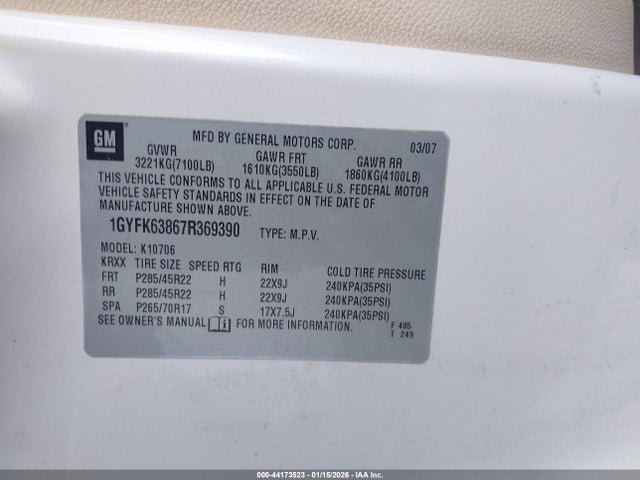 GM
MFD BY GENERAL MOTORS CORP. 03/07
GVWR GAWR FRT GAWR RR
3221KG(7100LB) 1610KG(3550LB) 1860KG(4100LB)
THIS VEHICLE CONFORMS TO ALL APPLICABLE U.S. FEDERAL MOTOR
VEHICLE SAFETY STANDARDS IN EFFECT ON THE DATE OF
MANUFACTURE SHOWN ABOVE.
1GYFK63867R369390 TYPE: M.P.V.
MODEL: K10706
KRXX TIRE SIZE SPEED RTG RIM COLD TIRE PRESSURE
FRT P285/45R22 H 22X9J 240KPA(35PSI)
RR P285/45R22 H 22X9J 240KPA(35PSI)
SPA P265/70R17 S 17X7.5J 240KPA(35PSI)
SEE OWNER'S MANUAL FOR MORE INFORMATION.
F 485
T 249
000-44173523 | 01/15/2026 - Copyright © IAA Inc.